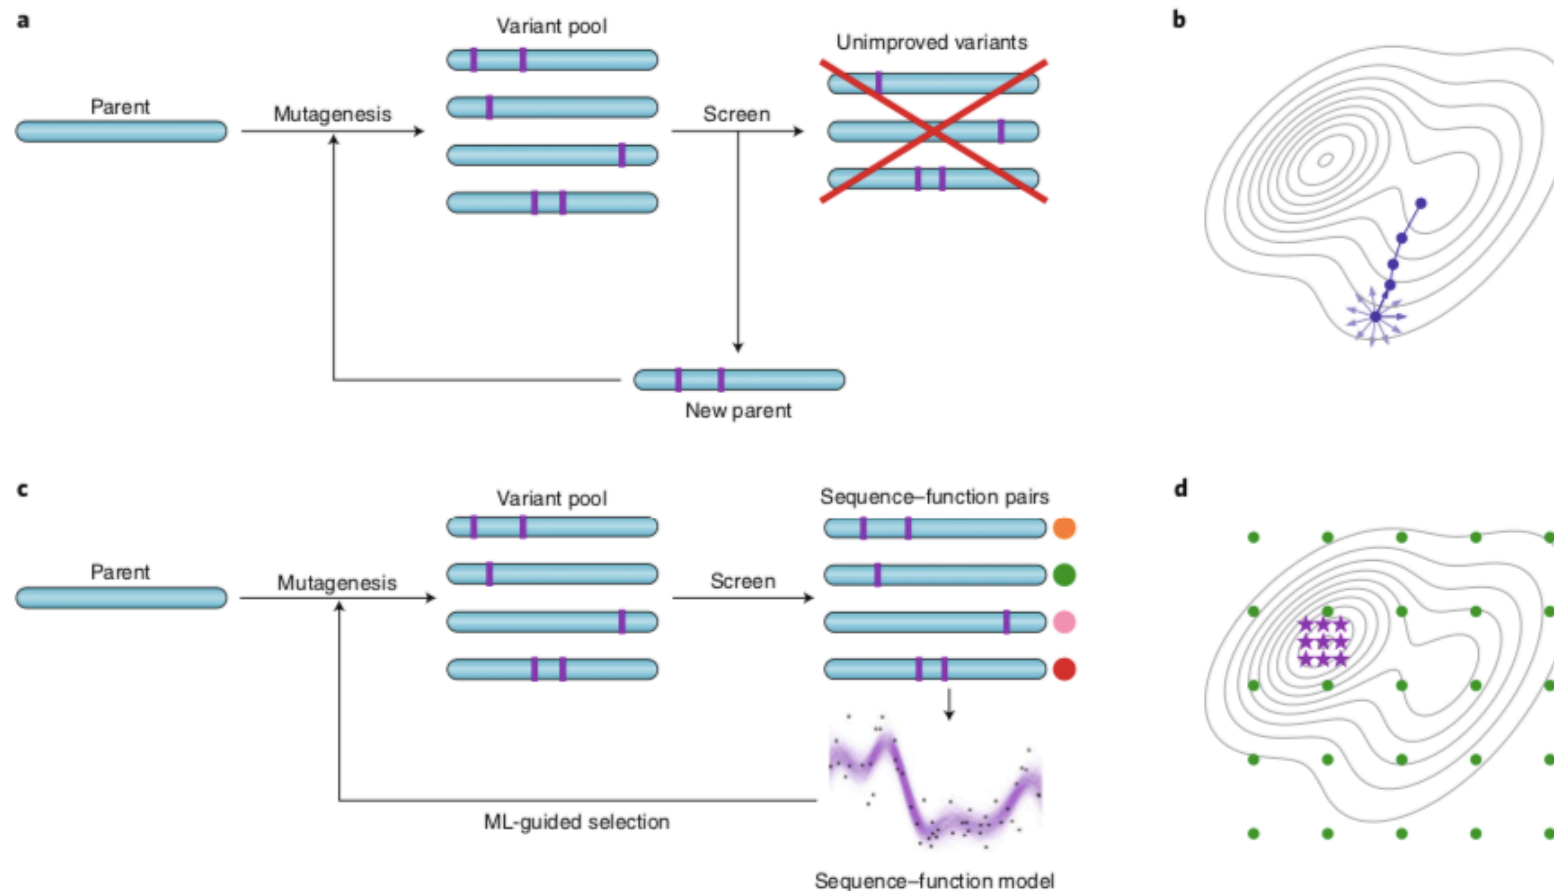 a
Variant pool
Unimproved variants
Parent
Mutagenesis
Screen
New parent
b
c
Variant pool
Sequence–function pairs
Parent
Mutagenesis
Screen
ML-guided selection
Sequence–function model
d